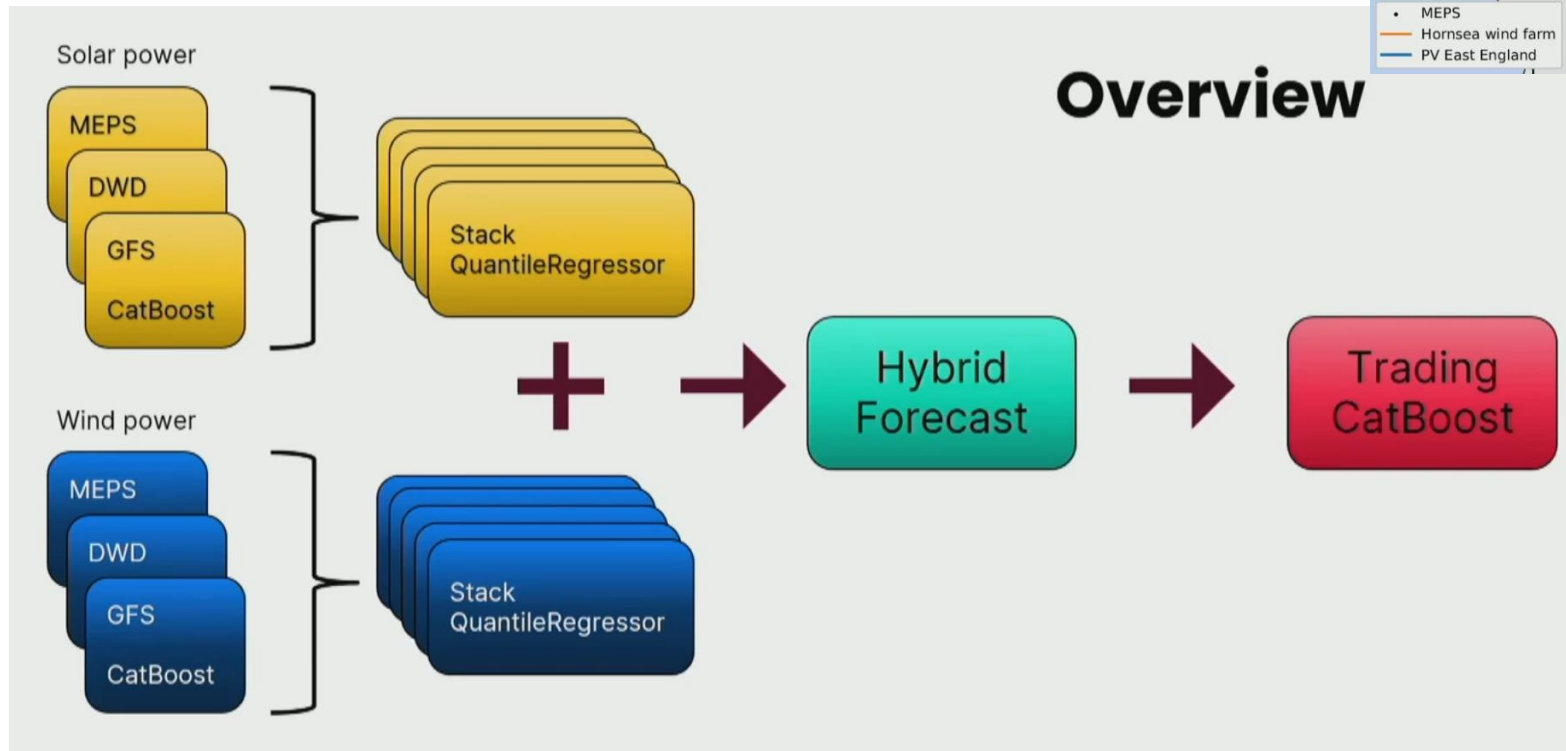 MEPS
Hornsea wind farm
PV East England
Overview
Solar power
MEPS
DWD
GFS
CatBoost
Stack
QuantileRegressor
Wind power
MEPS
DWD
GFS
CatBoost
Stack
QuantileRegressor
Hybrid
Forecast
Trading
CatBoost